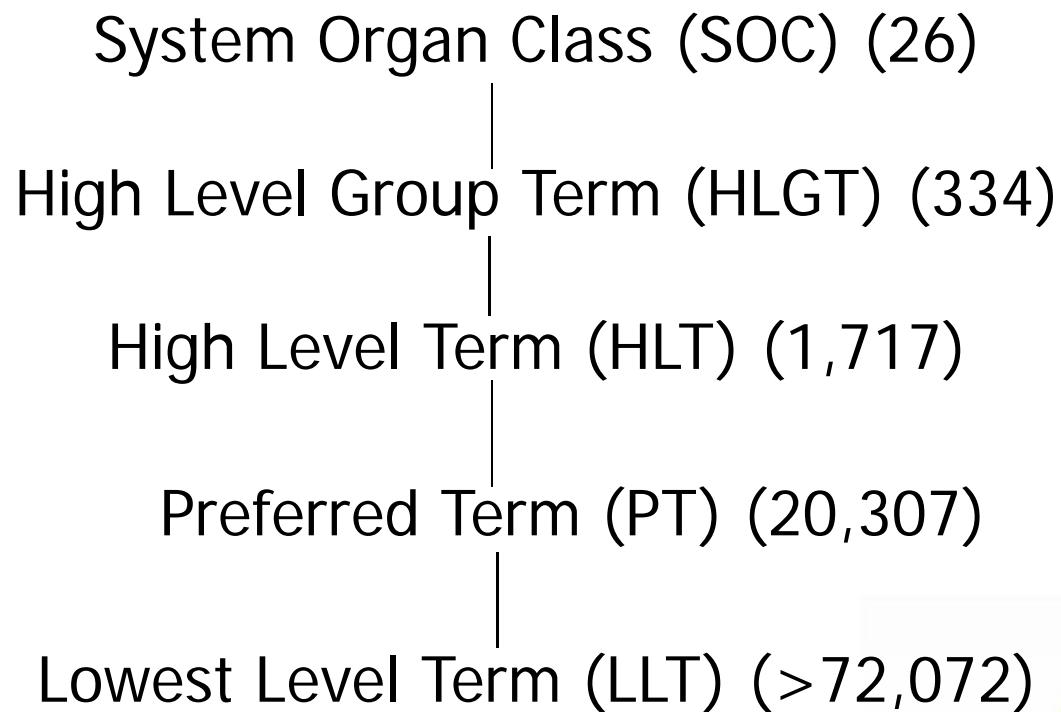 System Organ Class (SOC) (26)
High Level Group Term (HLGT) (334)
High Level Term (HLT) (1,717)
Preferred Term (PT) (20,307)
Lowest Level Term (LLT) (>72,072)